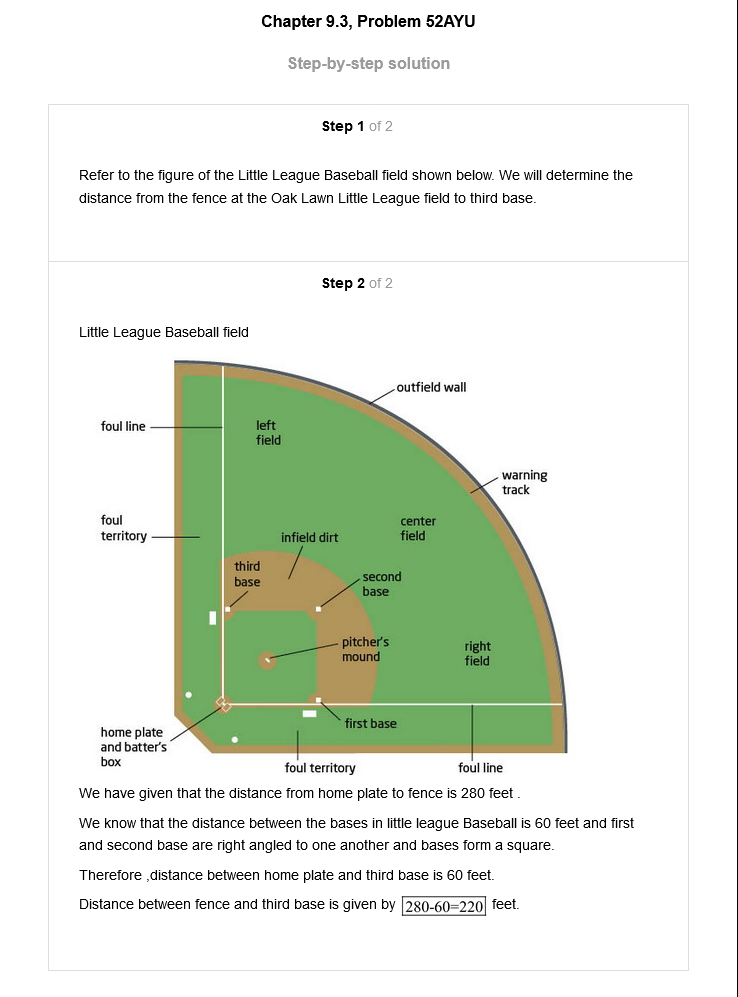 Chapter 9.3, Problem 52AYU
Step-by-step solution
Step 1 of 2
Refer to the figure of the Little League Baseball field shown below. We will determine the
distance from the fence at the Oak Lawn Little League field to third base.
Step 2 of 2
Little League Baseball field
outfield wall
foul line
left
field
warning
track
foul
territory
infield dirt
center
field
third
base
second
base
pitcher's
mound
right
field
first base
home plate
and batter's
box
foul territory
foul line
We have given that the distance from home plate to fence is 280 feet .
We know that the distance between the bases in little league Baseball is 60 feet and first
and second base are right angled to one another and bases form a square.
Therefore ,distance between home plate and third base is 60 feet.
Distance between fence and third base is given by 280-60=220 feet.